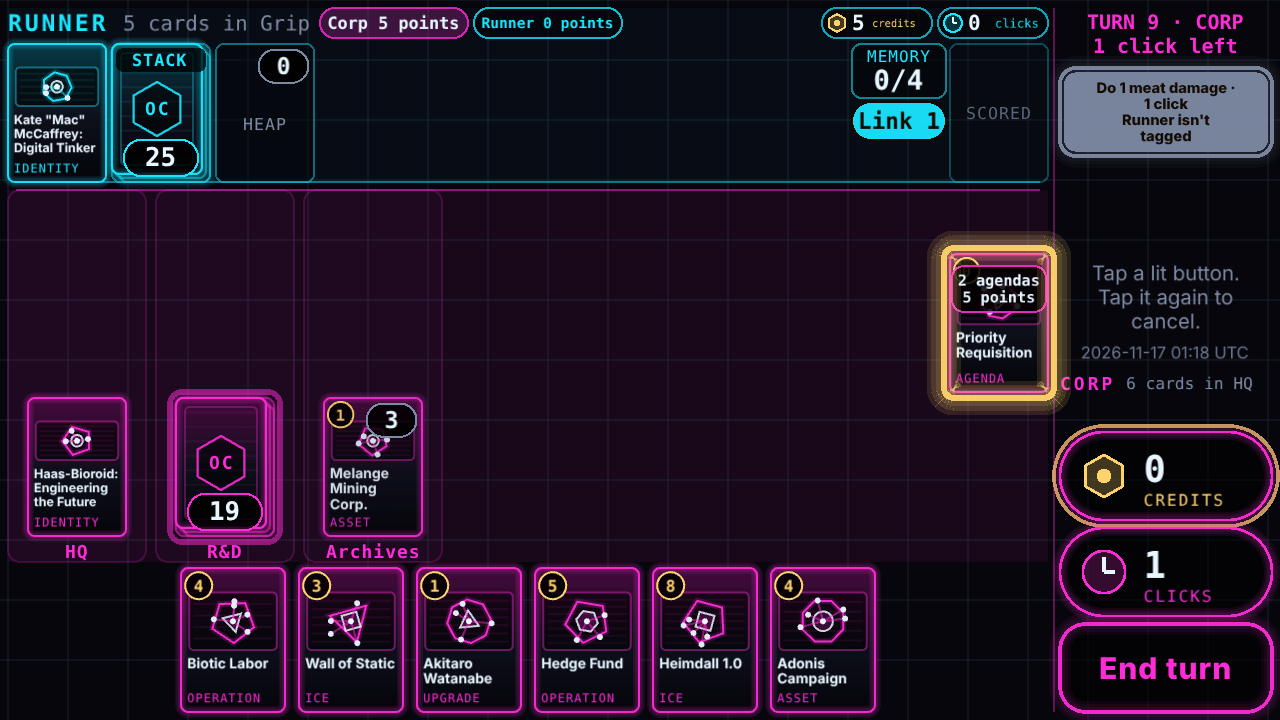 RUNNER 5 cards in Grip
Corp 5 points
Runner 0 points
5 credits
0 clicks
TURN 9 · CORP
1 click left
Kate "Mac"
McCaffrey:
Digital Tinker
IDENTITY
STACK
OC
25
0
HEAP
MEMORY
0/4
Link 1
SCORED
Do 1 meat damage ·
1 click
Runner isn't
tagged
2 agendas
5 points
Priority
Requisition
AGENDA
Tap a lit button.
Tap it again to
cancel.
2026-11-17 01:18 UTC
CORP 6 cards in HQ
Haas-Bioroid:
Engineering
the Future
IDENTITY
HQ
OC
19
R&D
1
3
Melange
Mining
Corp.
ASSET
Archives
0
CREDITS
1
CLICKS
End turn
4
Biotic Labor
OPERATION
3
Wall of Static
ICE
1
Akitaro
Watanabe
UPGRADE
5
Hedge Fund
OPERATION
8
Heimdall 1.0
ICE
4
Adonis
Campaign
ASSET